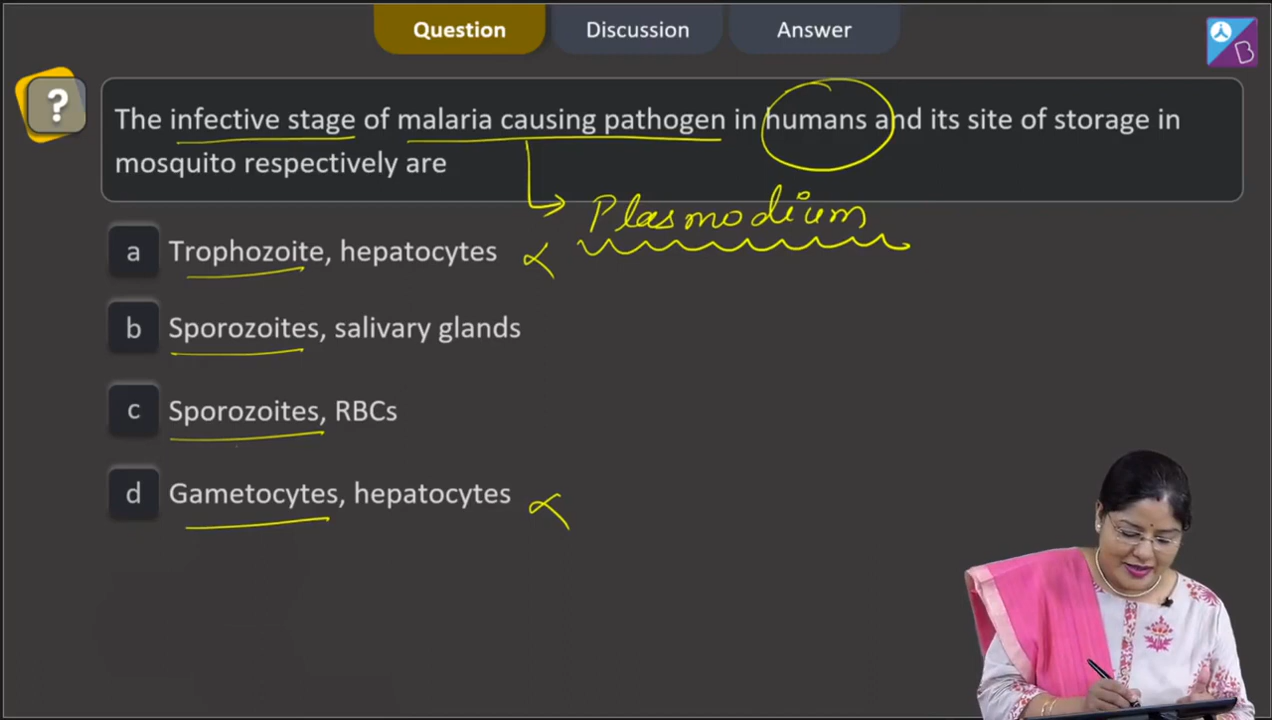 Question Discussion Answer
?
The infective stage of malaria causing pathogen in humans and its site of storage in
mosquito respectively are
Plasmodium
a Trophozoite, hepatocytes
b Sporozoites, salivary glands
c Sporozoites, RBCs
d Gametocytes, hepatocytes
B